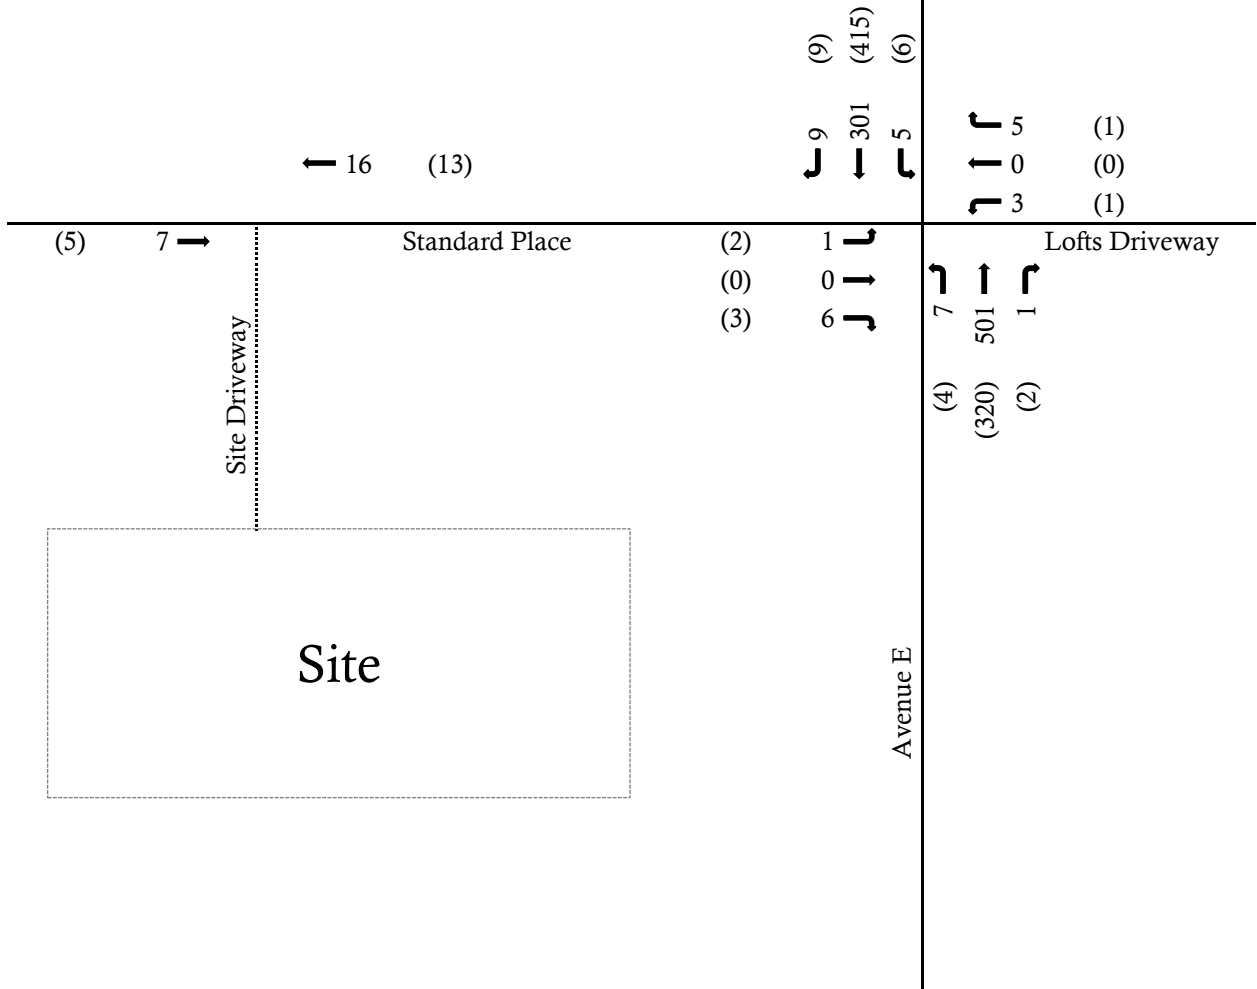 (9) (415) (6)
9 301 5
5 (1)
16 (13)
0 (0)
3 (1)
(5) 7
Standard Place
(2) 1
Lofts Driveway
(0) 0
(3) 6
7 501 1
(4) (320) (2)
Site Driveway
Site
Avenue E